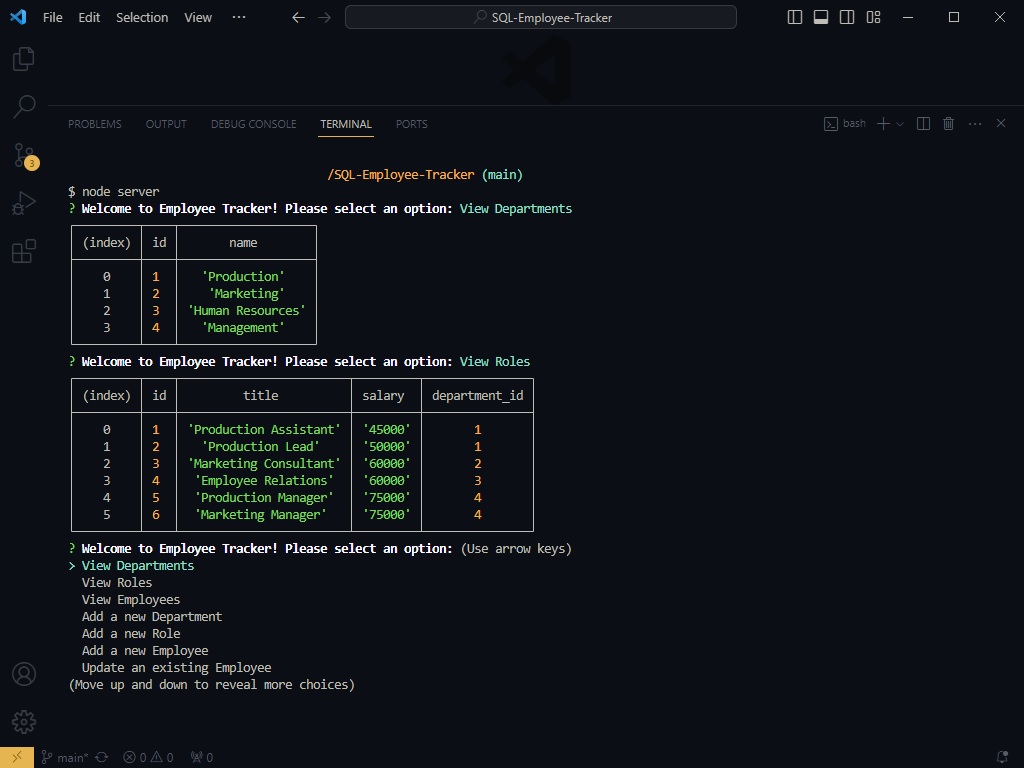 File Edit Selection View ··· SQL-Employee-Tracker
PROBLEMS OUTPUT DEBUG CONSOLE TERMINAL PORTS bash
3
/SQL-Employee-Tracker (main)
$ node server
? Welcome to Employee Tracker! Please select an option: View Departments
(index) id name
0 1 'Production'
1 2 'Marketing'
2 3 'Human Resources'
3 4 'Management'
? Welcome to Employee Tracker! Please select an option: View Roles
(index) id title salary department_id
0 1 'Production Assistant' '45000' 1
1 2 'Production Lead' '50000' 1
2 3 'Marketing Consultant' '60000' 2
3 4 'Employee Relations' '60000' 3
4 5 'Production Manager' '75000' 4
5 6 'Marketing Manager' '75000' 4
? Welcome to Employee Tracker! Please select an option: (Use arrow keys)
> View Departments
View Roles
View Employees
Add a new Department
Add a new Role
Add a new Employee
Update an existing Employee
(Move up and down to reveal more choices)
main* 0 0 0